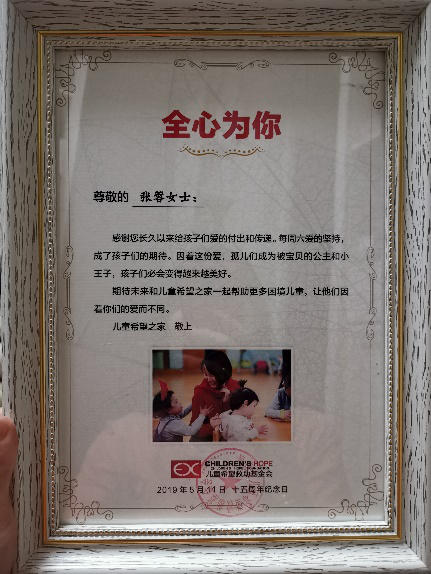 全心为你
尊敬的 张蓉女士：
感谢您长久以来给孩子们爱的付出和传递。每周六爱的坚持，
成了孩子们的期待。因着这份爱，孤儿们成为被宝贝的公主和小
王子，孩子们必会变得越来越美好。
期待未来和儿童希望之家一起帮助更多困境儿童，让他们因
着你们的爱而不同。
儿童希望之家 敬上
CHILDREN'S HOPE
儿童希望救助基金会
2019年5月14日 十五周年纪念日